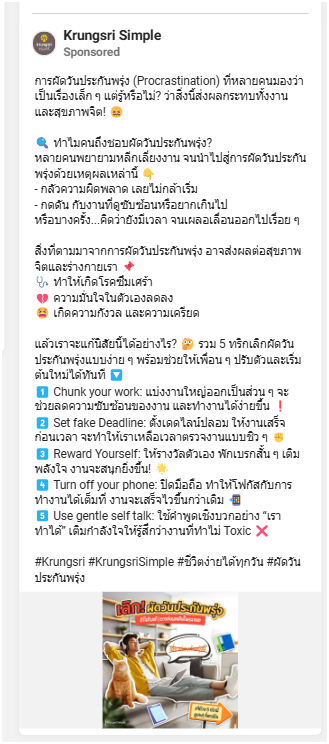 Krungsri Simple
Sponsored
การผัดวันประกันพรุ่ง (Procrastination) ที่หลายคนมองว่า
เป็นเรื่องเล็ก ๆ แต่รู้หรือไม่? ว่าสิ่งนี้ส่งผลกระทบทั้งงาน
และสุขภาพจิต! 😖
🔍 ทำไมคนถึงชอบผัดวันประกันพรุ่ง?
หลายคนพยายามหลีกเลี่ยงงาน จนนำไปสู่การผัดวันประกัน
พรุ่งด้วยเหตุผลเหล่านี้ 👇
- กลัวความผิดพลาด เลยไม่กล้าเริ่ม
- กดดัน กับงานที่ดูซับซ้อนหรือยากเกินไป
หรือบางครั้ง...คิดว่ายังมีเวลา จนเผลอเลื่อนออกไปเรื่อย ๆ
สิ่งที่ตามมาจากการผัดวันประกันพรุ่ง อาจส่งผลต่อสุขภาพ
จิตและร่างกายเรา 📌
🩺 ทำให้เกิดโรคซึมเศร้า
💔 ความมั่นใจในตัวเองลดลง
😫 เกิดความกังวล และความเครียด
แล้วเราจะแก้นิสัยนี้ได้อย่างไร? 🤔 รวม 5 ทริกเลิกผัดวัน
ประกันพรุ่งแบบง่าย ๆ พร้อมช่วยให้เพื่อน ๆ ปรับตัวและเริ่ม
ต้นใหม่ได้ทันที 🔽
1️⃣ Chunk your work: แบ่งงานใหญ่ออกเป็นส่วน ๆ จะ
ช่วยลดความซับซ้อนของงาน และทำงานได้ง่ายขึ้น ❗
2️⃣ Set fake Deadline: ตั้งเดดไลน์ปลอม ให้งานเสร็จ
ก่อนเวลา จะทำให้เราเหลือเวลาตรวจงานแบบชิว ๆ ✊
3️⃣ Reward Yourself: ให้รางวัลตัวเอง พักเบรกสั้น ๆ เติม
พลังใจ งานจะสนุกยิ่งขึ้น! 🌟
4️⃣ Turn off your phone: ปิดมือถือ ทำให้โฟกัสกับการ
ทำงานได้เต็มที่ งานจะเสร็จไวขึ้นกว่าเดิม 📲
5️⃣ Use gentle self talk: ใช้คำพูดเชิงบวกอย่าง "เรา
ทำได้" เติมกำลังใจให้รู้สึกว่างานที่ทำไม่ Toxic ❌
#Krungsri #KrungsriSimple #ชีวิตง่ายได้ทุกวัน #ผัดวัน
ประกันพรุ่ง
เลิก! ผัดวันประกันพรุ่ง